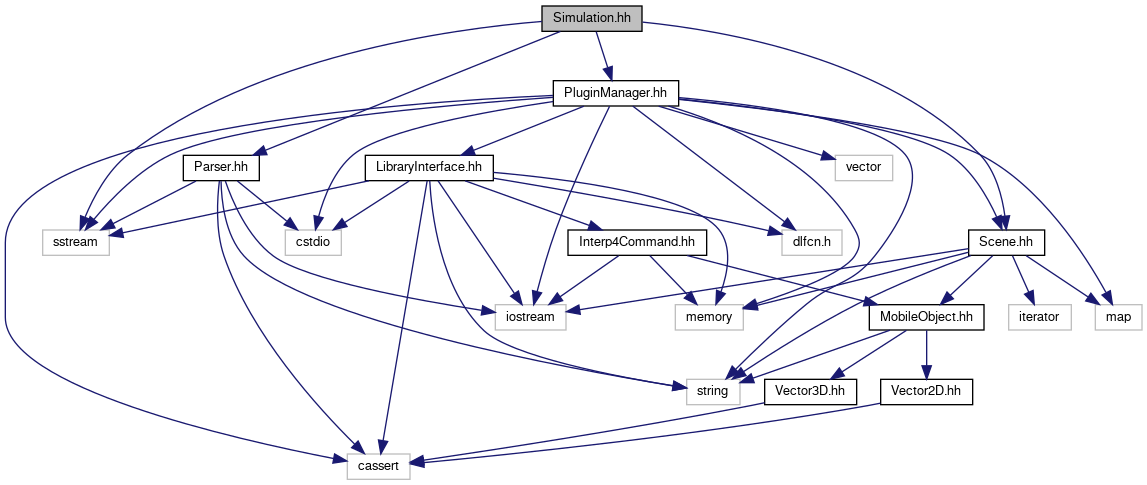 Simulation.hh
PluginManager.hh
Parser.hh
LibraryInterface.hh
vector
sstream
cstdio
Interp4Command.hh
dlfcn.h
Scene.hh
iostream
memory
MobileObject.hh
iterator
map
string
Vector3D.hh
Vector2D.hh
cassert